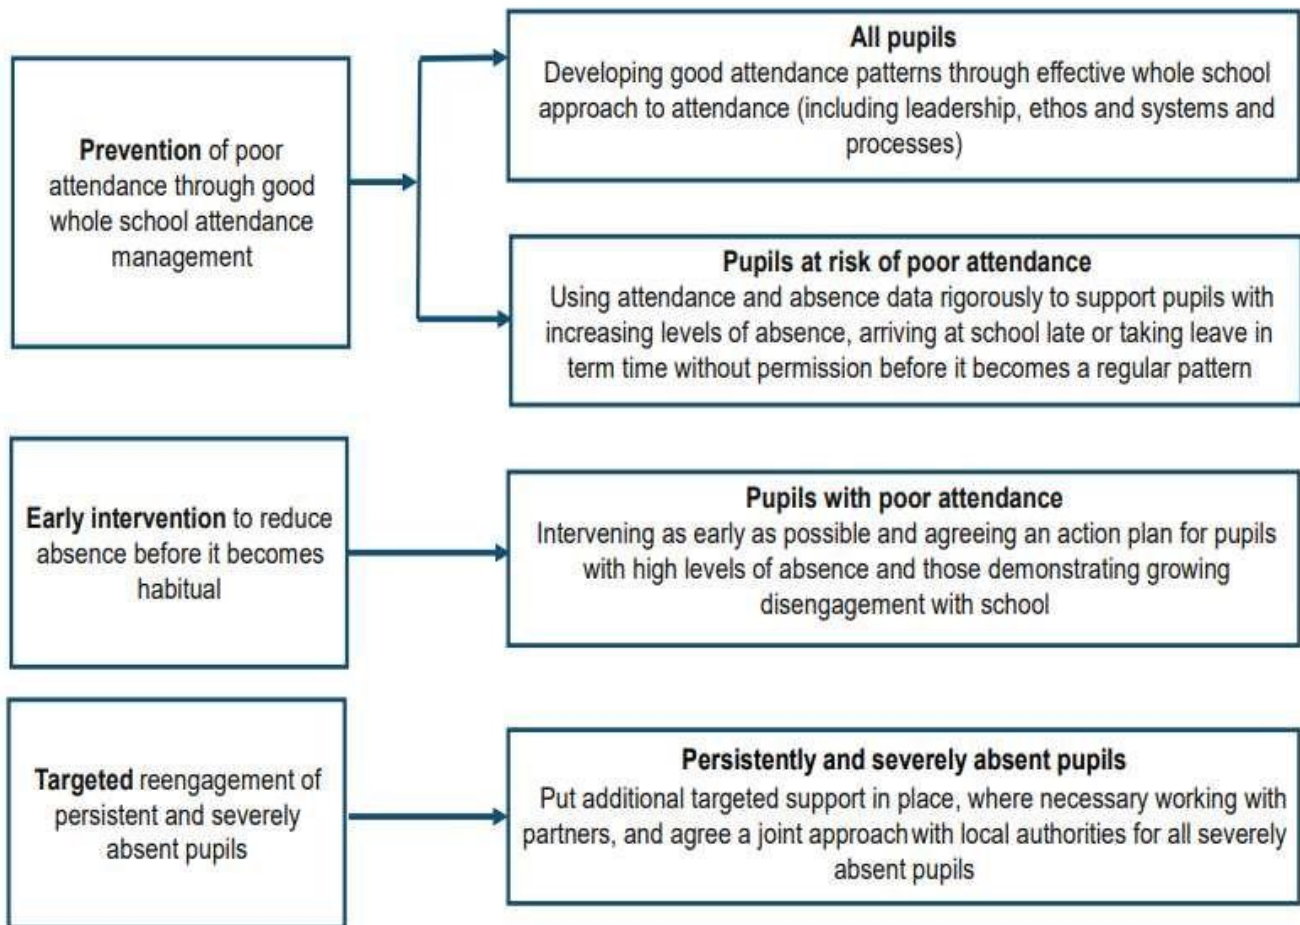 Prevention of poor
attendance through good
whole school attendance
management
All pupils
Developing good attendance patterns through effective whole school
approach to attendance (including leadership, ethos and systems and
processes)
Pupils at risk of poor attendance
Using attendance and absence data rigorously to support pupils with
increasing levels of absence, arriving at school late or taking leave in
term time without permission before it becomes a regular pattern
Early intervention to reduce
absence before it becomes
habitual
Pupils with poor attendance
Intervening as early as possible and agreeing an action plan for pupils
with high levels of absence and those demonstrating growing
disengagement with school
Targeted reengagement of
persistent and severely
absent pupils
Persistently and severely absent pupils
Put additional targeted support in place, where necessary working with
partners, and agree a joint approach with local authorities for all severely
absent pupils